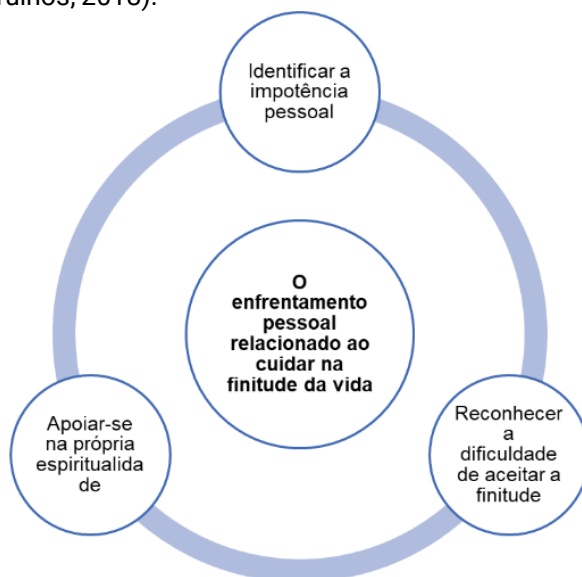 Identificar a
impotência
pessoal
O
enfrentamento
pessoal
relacionado ao
cuidar na
finitude da vida
Apoiar-se
na própria
espiritualida
de
Reconhecer
a
dificuldade
de aceitar a
finitude